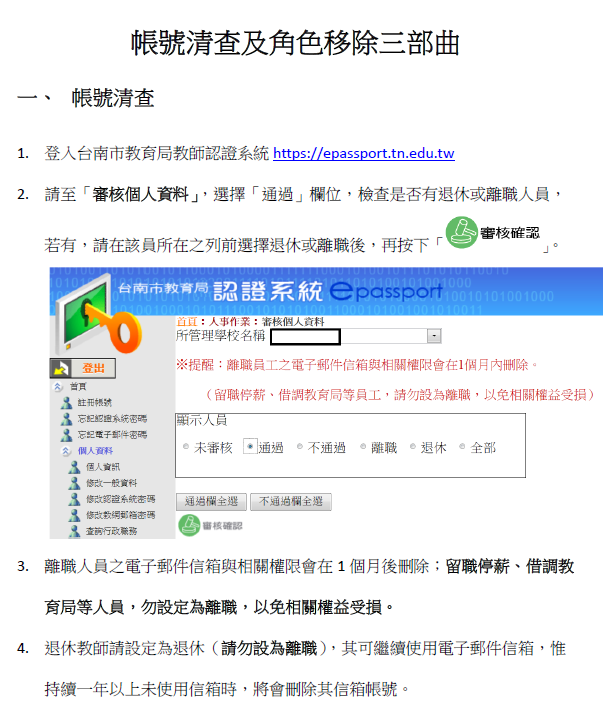 帳號清查及角色移除三部曲
一、 帳號清查
1. 登入台南市教育局教師認證系統 https://epassport.tn.edu.tw
2. 請至「審核個人資料」，選擇「通過」欄位，檢查是否有退休或離職人員，
若有，請在該員所在之列前選擇退休或離職後，再按下「審核確認」。
台南市教育局 認證系統 epassport
首頁：人事作業：審核個人資料
所管理學校名稱
登出
※提醒：離職員工之電子郵件信箱與相關權限會在1個月內刪除。
首頁
（留職停薪、借調教育局等員工，請勿設為離職，以免相關權益受損）
註冊帳號
顯示人員
忘記認證系統密碼
忘記電子郵件密碼
未審核 通過 不通過 離職 退休 全部
個人資料
個人資訊
修改一般資料
修改認證系統密碼
通過欄全選 不通過欄全選
修改教網郵箱密碼
審核確認
查詢行政職務
3. 離職人員之電子郵件信箱與相關權限會在 1 個月後刪除；留職停薪、借調教
育局等人員，勿設定為離職，以免相關權益受損。
4. 退休教師請設定為退休（請勿設為離職），其可繼續使用電子郵件信箱，惟
持續一年以上未使用信箱時，將會刪除其信箱帳號。